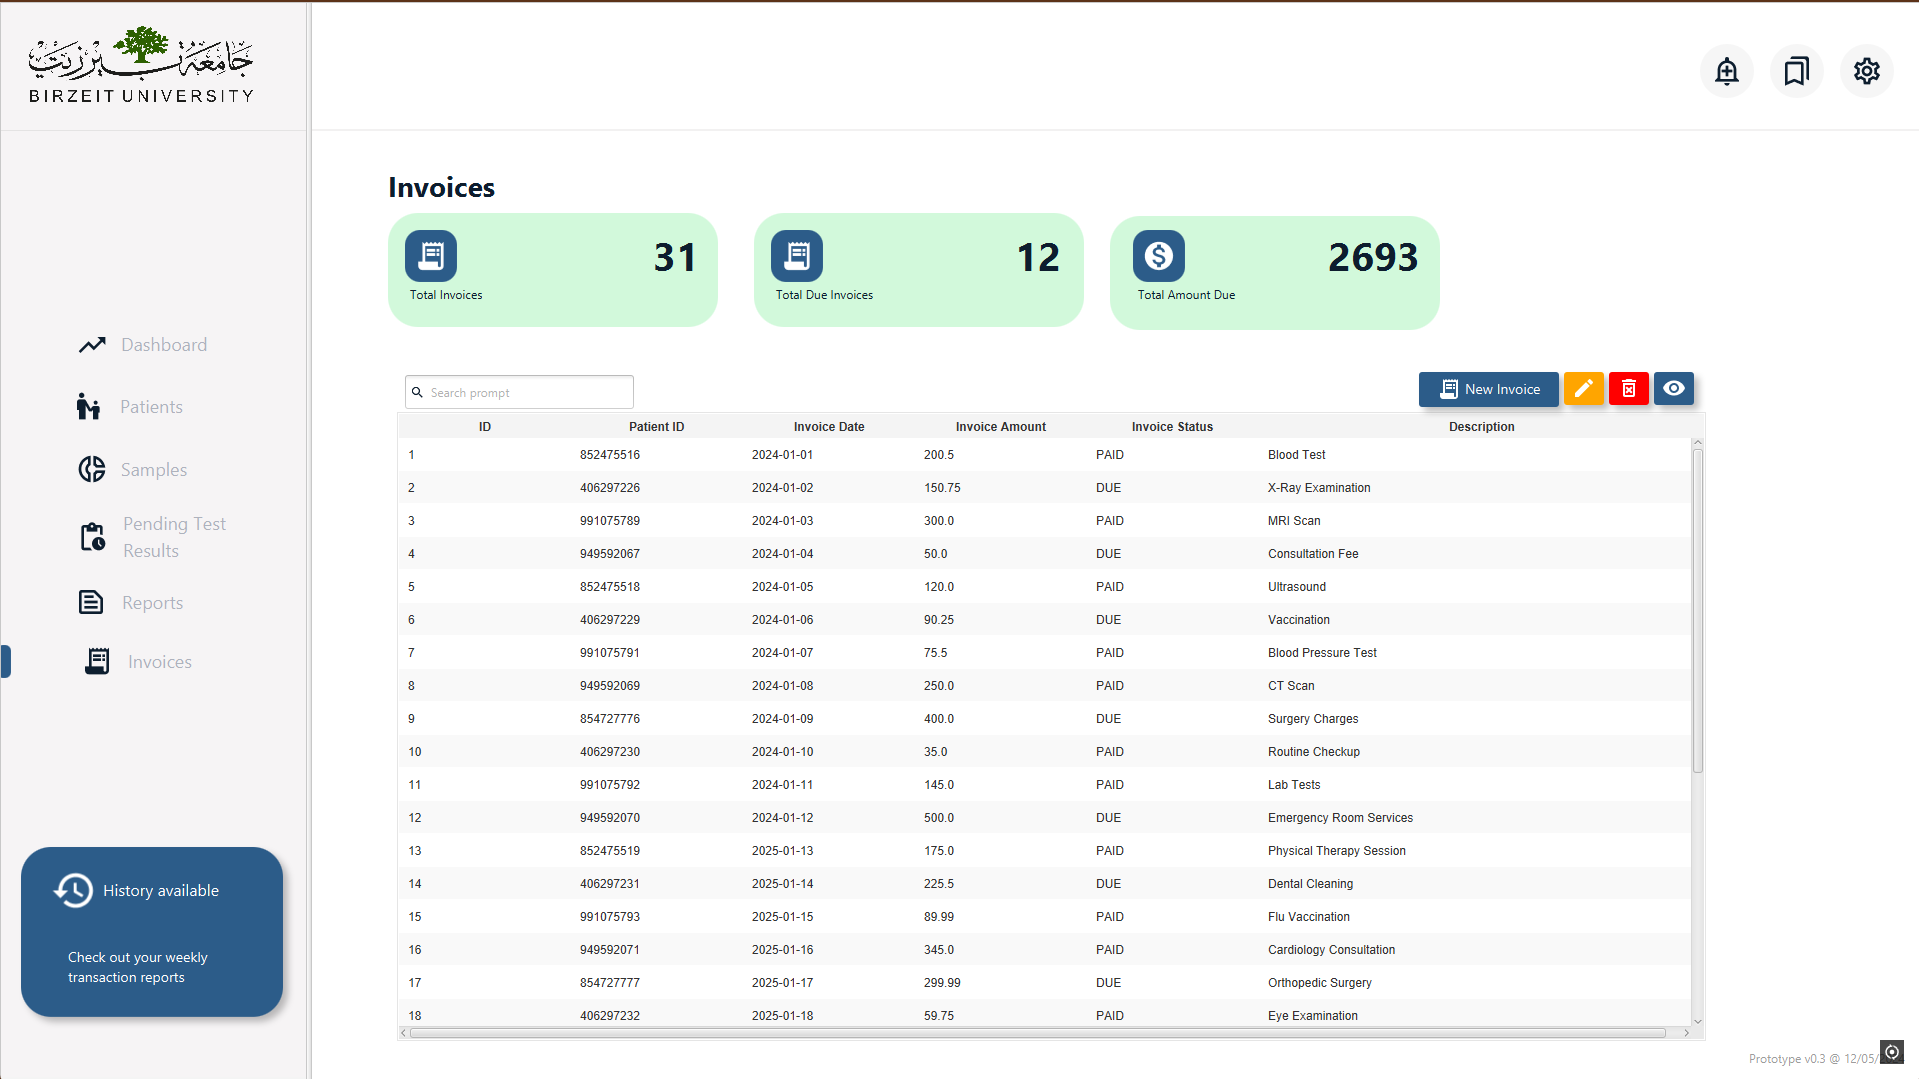 جامعة بيرزيت
BIRZEIT UNIVERSITY
Dashboard
Patients
Samples
Pending Test
Results
Reports
Invoices
History available
Check out your weekly
transaction reports
Invoices
31
Total Invoices
12
Total Due Invoices
2693
Total Amount Due
Search prompt
New Invoice
ID Patient ID Invoice Date Invoice Amount Invoice Status Description
1 852475516 2024-01-01 200.5 PAID Blood Test
2 406297226 2024-01-02 150.75 DUE X-Ray Examination
3 991075789 2024-01-03 300.0 PAID MRI Scan
4 949592067 2024-01-04 50.0 DUE Consultation Fee
5 852475518 2024-01-05 120.0 PAID Ultrasound
6 406297229 2024-01-06 90.25 DUE Vaccination
7 991075791 2024-01-07 75.5 PAID Blood Pressure Test
8 949592069 2024-01-08 250.0 PAID CT Scan
9 854727776 2024-01-09 400.0 DUE Surgery Charges
10 406297230 2024-01-10 35.0 PAID Routine Checkup
11 991075792 2024-01-11 145.0 PAID Lab Tests
12 949592070 2024-01-12 500.0 DUE Emergency Room Services
13 852475519 2025-01-13 175.0 PAID Physical Therapy Session
14 406297231 2025-01-14 225.5 DUE Dental Cleaning
15 991075793 2025-01-15 89.99 PAID Flu Vaccination
16 949592071 2025-01-16 345.0 PAID Cardiology Consultation
17 854727777 2025-01-17 299.99 DUE Orthopedic Surgery
18 406297232 2025-01-18 59.75 PAID Eye Examination
Prototype v0.3 @ 12/05/